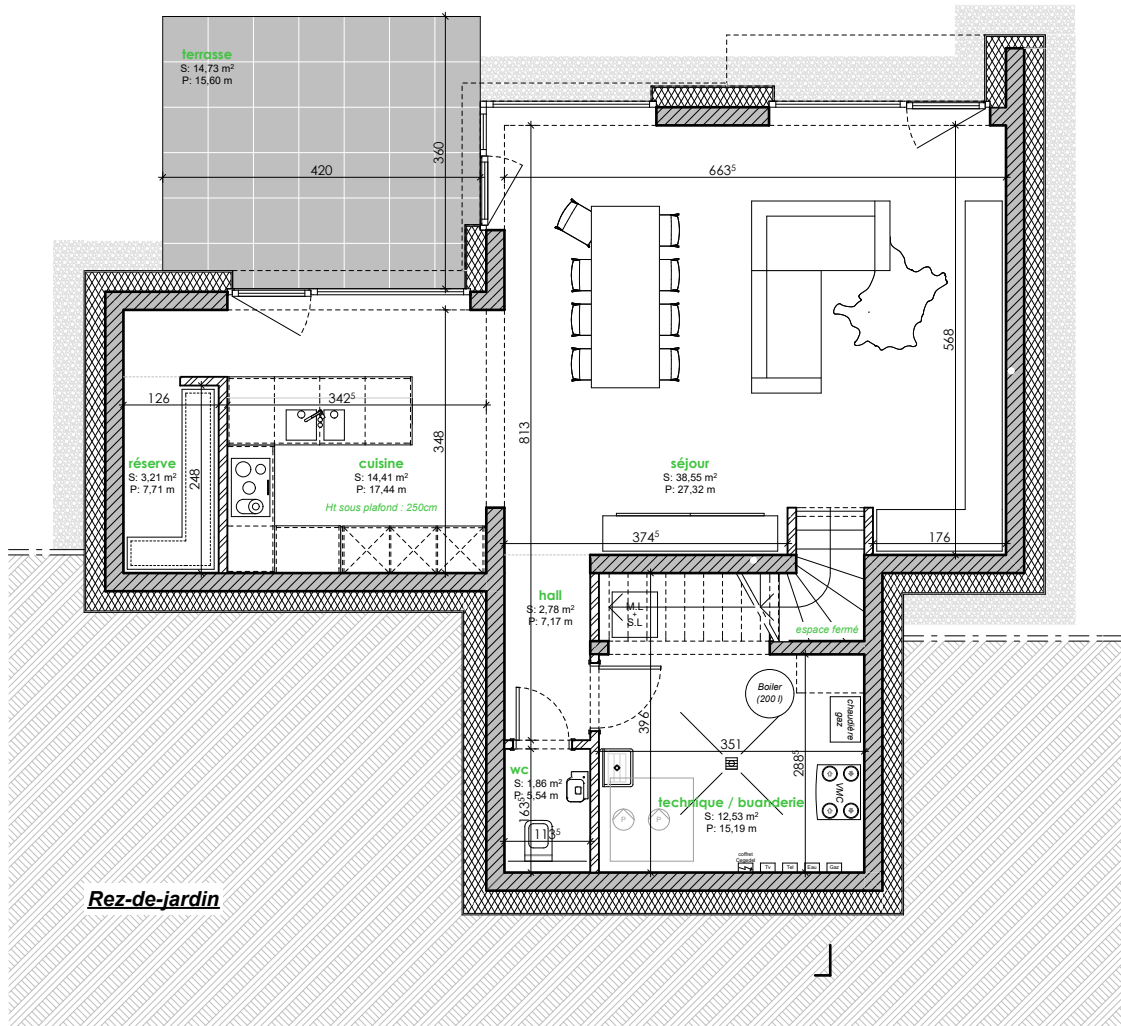 terrasse
S: 14,73 m²
P: 15,60 m
360
420
663⁵
813
568
126
342⁵
348
248
réserve
S: 3,21 m²
P: 7,71 m
cuisine
S: 14,41 m²
P: 17,44 m
Ht sous plafond : 250cm
séjour
S: 38,55 m²
P: 27,32 m
374⁵
176
hall
S: 2,78 m²
P: 7,17 m
M.L
+
S.L
espace fermé
Boiler
(200 l)
chaudière
gaz
396
351
288⁵
VMC
wc
S: 1,86 m²
P: 5,54 m
163⁵
113⁵
technique / buanderie
S: 12,53 m²
P: 15,19 m
P
P
coffret
Cegedel
Tv
Tel
Eau
Gaz
Rez-de-jardin